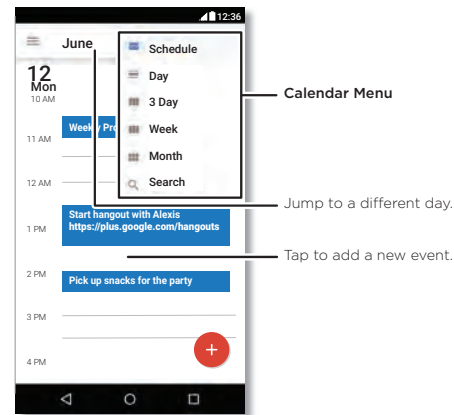 12:36
June
Schedule
Day
3 Day
Week
Month
Search
Calendar Menu
12
Mon
10 AM
11 AM
Weekly Pro
12 AM
Jump to a different day.
Start hangout with Alexis
https://plus.google.com/hangouts
1 PM
Tap to add a new event.
2 PM
Pick up snacks for the party
3 PM
4 PM
+